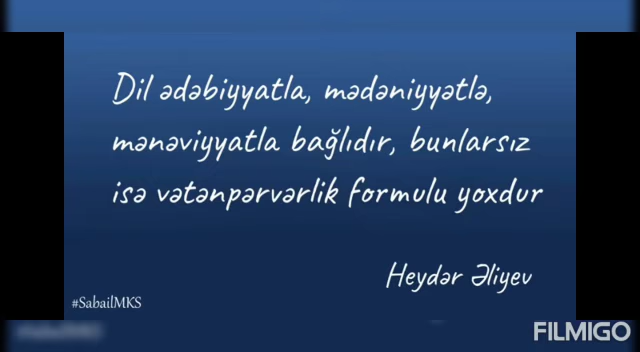 Dil ədəbiyyatla, mədəniyyətlə,
mənəviyyatla bağlıdır, bunlarsız
isə vətənpərvərlik formulu yoxdur
Heydər Əliyev
#SabailMKS
FILMIGO